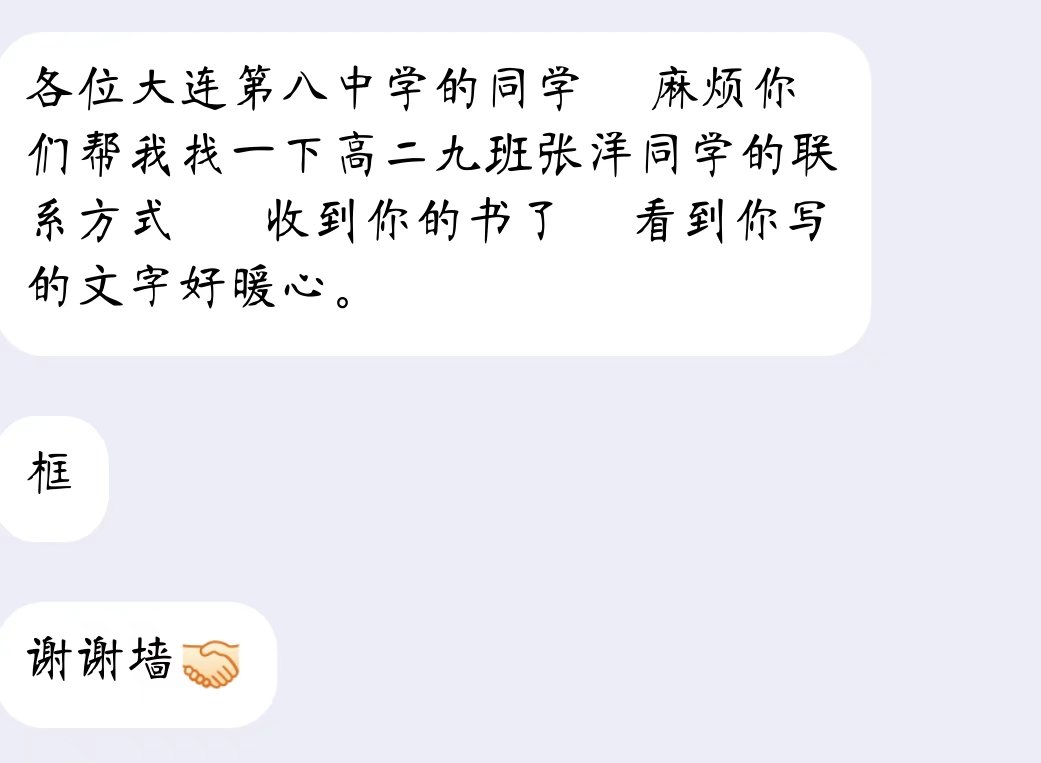 各位大连第八中学的同学 麻烦你
们帮我找一下高二九班张洋同学的联
系方式 收到你的书了 看到你写
的文字好暖心。
框
谢谢墙🤝🏻